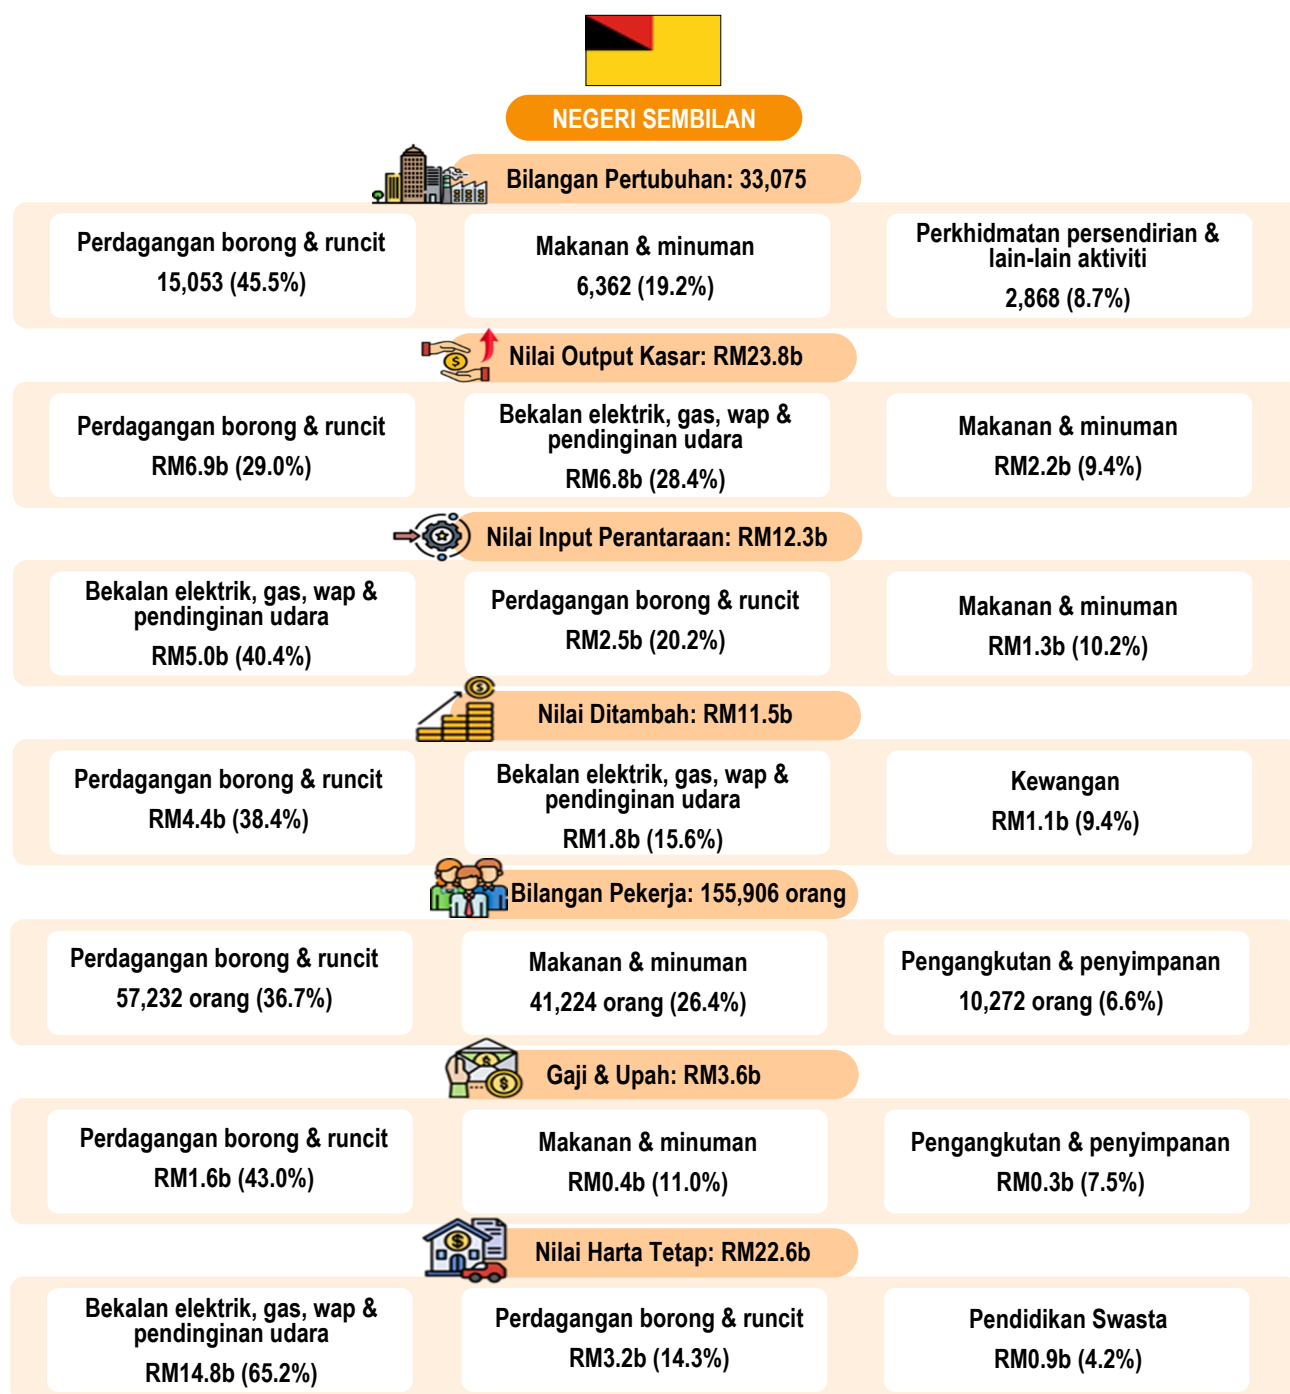 NEGERI SEMBILAN
Bilangan Pertubuhan: 33,075
Perdagangan borong & runcit
15,053 (45.5%)
Makanan & minuman
6,362 (19.2%)
Perkhidmatan persendirian &
lain-lain aktiviti
2,868 (8.7%)
Nilai Output Kasar: RM23.8b
Perdagangan borong & runcit
RM6.9b (29.0%)
Bekalan elektrik, gas, wap &
pendinginan udara
RM6.8b (28.4%)
Makanan & minuman
RM2.2b (9.4%)
Nilai Input Perantaraan: RM12.3b
Bekalan elektrik, gas, wap &
pendinginan udara
RM5.0b (40.4%)
Perdagangan borong & runcit
RM2.5b (20.2%)
Makanan & minuman
RM1.3b (10.2%)
Nilai Ditambah: RM11.5b
Perdagangan borong & runcit
RM4.4b (38.4%)
Bekalan elektrik, gas, wap &
pendinginan udara
RM1.8b (15.6%)
Kewangan
RM1.1b (9.4%)
Bilangan Pekerja: 155,906 orang
Perdagangan borong & runcit
57,232 orang (36.7%)
Makanan & minuman
41,224 orang (26.4%)
Pengangkutan & penyimpanan
10,272 orang (6.6%)
Gaji & Upah: RM3.6b
Perdagangan borong & runcit
RM1.6b (43.0%)
Makanan & minuman
RM0.4b (11.0%)
Pengangkutan & penyimpanan
RM0.3b (7.5%)
Nilai Harta Tetap: RM22.6b
Bekalan elektrik, gas, wap &
pendinginan udara
RM14.8b (65.2%)
Perdagangan borong & runcit
RM3.2b (14.3%)
Pendidikan Swasta
RM0.9b (4.2%)